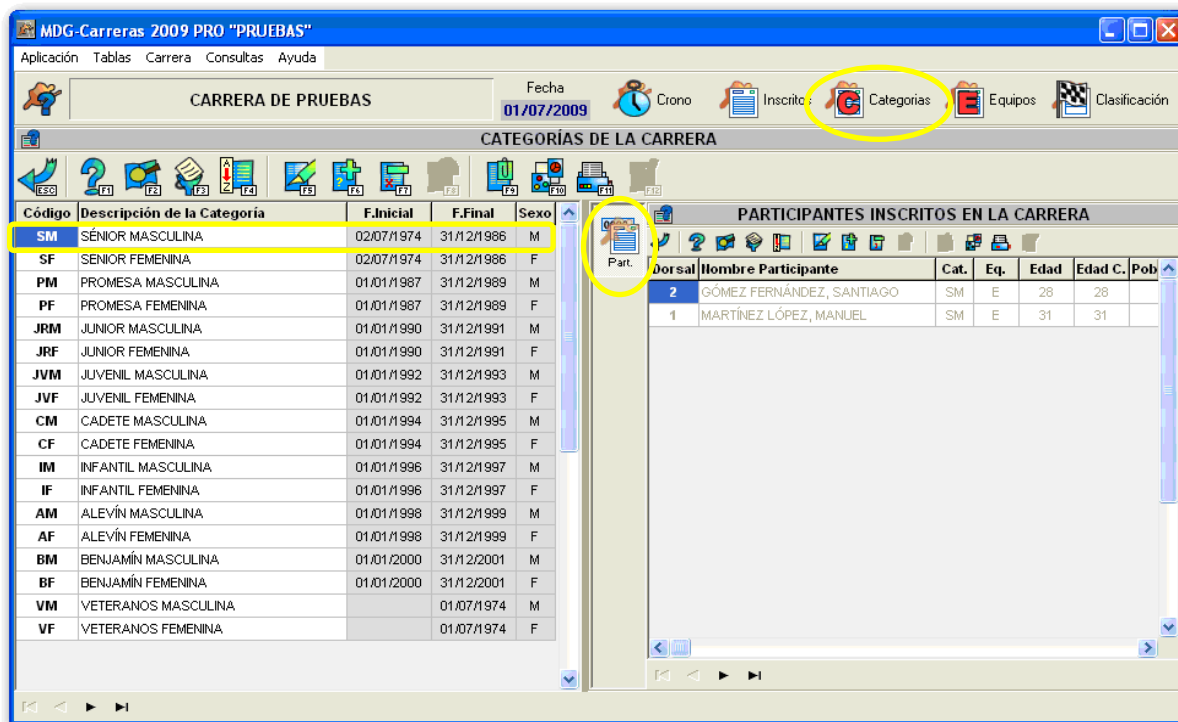 MDG-Carreras 2009 PRO "PRUEBAS"
Aplicación Tablas Carrera Consultas Ayuda
CARRERA DE PRUEBAS
Fecha
01/07/2009
Crono
Inscritos
Categorias
Equipos
Clasificación
CATEGORÍAS DE LA CARRERA
ESC F1 F2 F3 F4 F5 F6 F7 F8 F9 F10 F11 F12
Código Descripción de la Categoría F.Inicial F.Final Sexo
SM SÉNIOR MASCULINA 02/07/1974 31/12/1986 M
SF SENIOR FEMENINA 02/07/1974 31/12/1986 F
PM PROMESA MASCULINA 01/01/1987 31/12/1989 M
PF PROMESA FEMENINA 01/01/1987 31/12/1989 F
JRM JUNIOR MASCULINA 01/01/1990 31/12/1991 M
JRF JUNIOR FEMENINA 01/01/1990 31/12/1991 F
JVM JUVENIL MASCULINA 01/01/1992 31/12/1993 M
JVF JUVENIL FEMENINA 01/01/1992 31/12/1993 F
CM CADETE MASCULINA 01/01/1994 31/12/1995 M
CF CADETE FEMENINA 01/01/1994 31/12/1995 F
IM INFANTIL MASCULINA 01/01/1996 31/12/1997 M
IF INFANTIL FEMENINA 01/01/1996 31/12/1997 F
AM ALEVÍN MASCULINA 01/01/1998 31/12/1999 M
AF ALEVÍN FEMENINA 01/01/1998 31/12/1999 F
BM BENJAMÍN MASCULINA 01/01/2000 31/12/2001 M
BF BENJAMÍN FEMENINA 01/01/2000 31/12/2001 F
VM VETERANOS MASCULINA 01/07/1974 M
VF VETERANOS FEMENINA 01/07/1974 F
Part.
PARTICIPANTES INSCRITOS EN LA CARRERA
Dorsal Nombre Participante Cat. Eq. Edad Edad C. Pob
2 GÓMEZ FERNÁNDEZ, SANTIAGO SM E 28 28
1 MARTÍNEZ LÓPEZ, MANUEL SM E 31 31